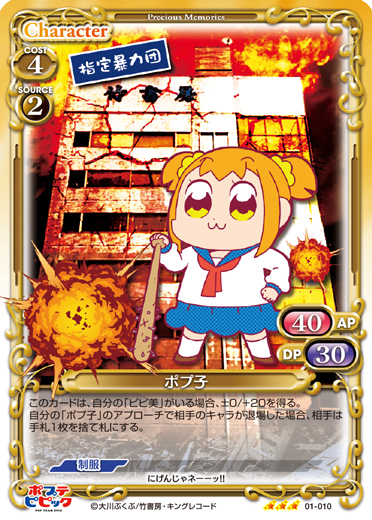 Precious Memories
Character
COST
4
SOURCE
2
指定暴力団
竹書房
40 AP
DP 30
ポプ子
このカードは、自分の「ピピ美」がいる場合、±0/+20を得る。
自分の「ポプ子」のアプローチで相手のキャラが退場した場合、相手は
手札1枚を捨て札にする。
制服
にげんじゃネーーッ!!
ポプテピピック
POP TEAM EPIC
©大川ぶくぶ/竹書房・キングレコード
★★★ 01-010